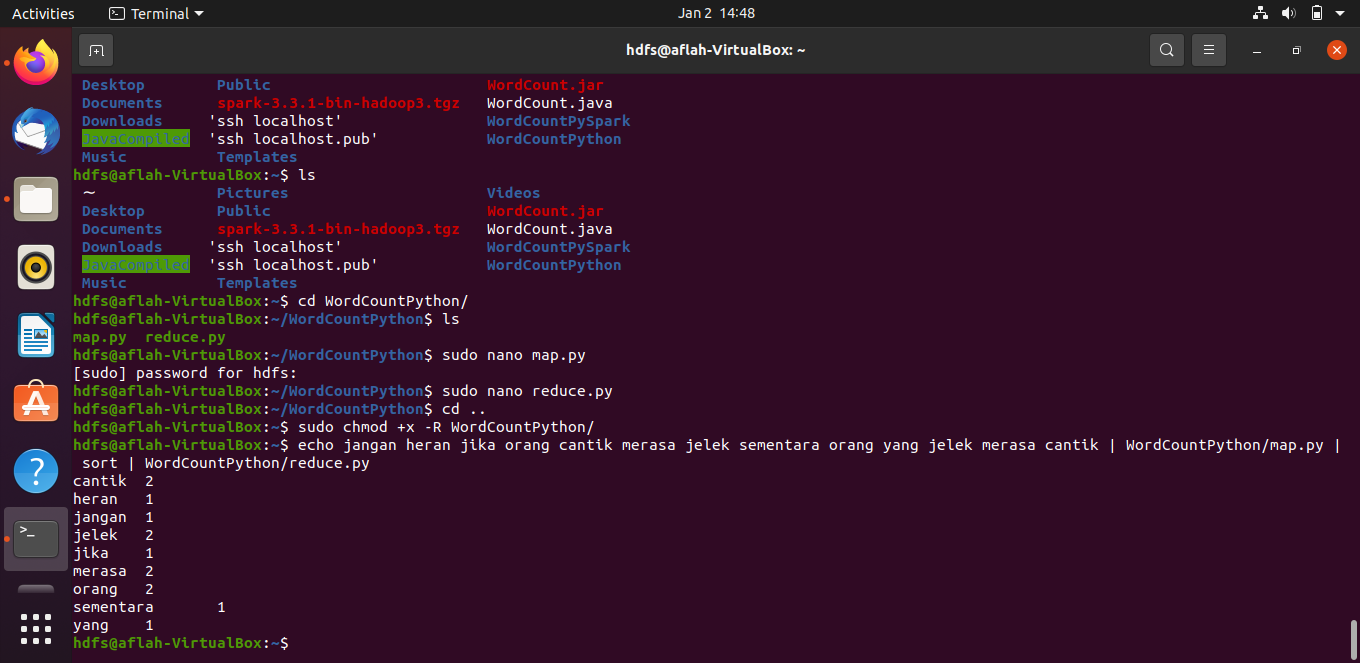 Activities Terminal Jan 2 14:48
hdfs@aflah-VirtualBox: ~
Desktop Public WordCount.jar
Documents spark-3.3.1-bin-hadoop3.tgz WordCount.java
Downloads 'ssh localhost' WordCountPySpark
JavaCompiled 'ssh localhost.pub' WordCountPython
Music Templates
hdfs@aflah-VirtualBox:~$ ls
~ Pictures Videos
Desktop Public WordCount.jar
Documents spark-3.3.1-bin-hadoop3.tgz WordCount.java
Downloads 'ssh localhost' WordCountPySpark
JavaCompiled 'ssh localhost.pub' WordCountPython
Music Templates
hdfs@aflah-VirtualBox:~$ cd WordCountPython/
hdfs@aflah-VirtualBox:~/WordCountPython$ ls
map.py reduce.py
hdfs@aflah-VirtualBox:~/WordCountPython$ sudo nano map.py
[sudo] password for hdfs:
hdfs@aflah-VirtualBox:~/WordCountPython$ sudo nano reduce.py
hdfs@aflah-VirtualBox:~/WordCountPython$ cd ..
hdfs@aflah-VirtualBox:~$ sudo chmod +x -R WordCountPython/
hdfs@aflah-VirtualBox:~$ echo jangan heran jika orang cantik merasa jelek sementara orang yang jelek merasa cantik | WordCountPython/map.py |
sort | WordCountPython/reduce.py
cantik 2
heran 1
jangan 1
jelek 2
jika 1
merasa 2
orang 2
sementara 1
yang 1
hdfs@aflah-VirtualBox:~$